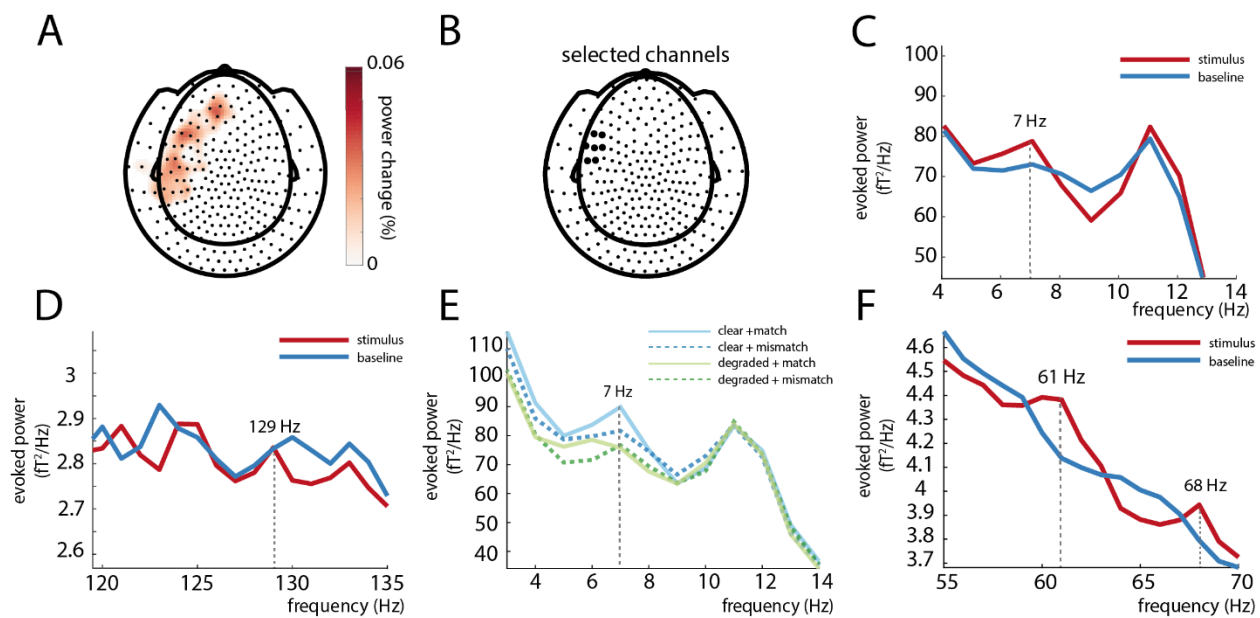 A
0.06
power change (%)
0
B
selected channels
C
100
90
80
70
60
50
evoked power
(fT²/Hz)
stimulus
baseline
7 Hz
4
6
8
10
12
14
frequency (Hz)
D
3
2.9
2.8
2.7
2.6
evoked power
(fT²/Hz)
stimulus
baseline
129 Hz
120
125
130
135
frequency (Hz)
E
110
100
90
80
70
60
50
40
evoked power
(fT²/Hz)
clear +match
clear + mismatch
degraded + match
degraded + mismatch
7 Hz
4
6
8
10
12
14
frequency (Hz)
F
4.6
4.5
4.4
4.3
4.2
4.1
4
3.9
3.8
3.7
evoked power
(fT²/Hz)
stimulus
baseline
61 Hz
68 Hz
55
60
65
70
frequency (Hz)